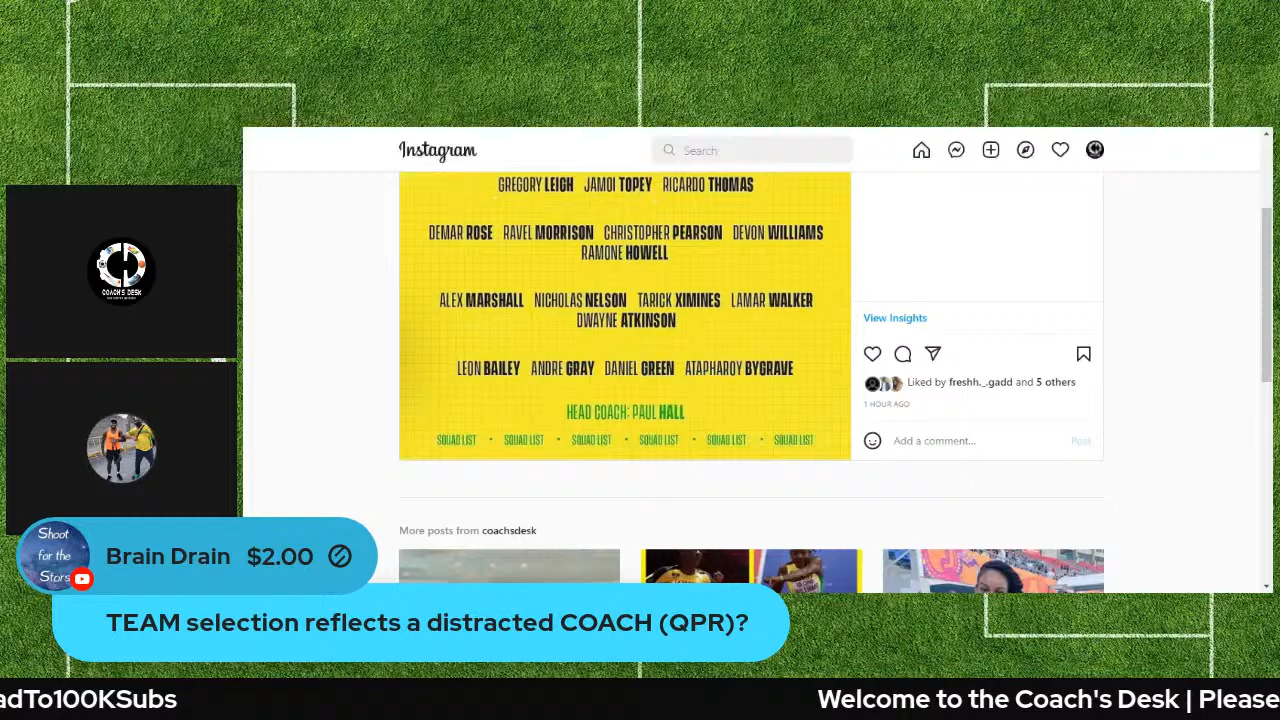 Instagram
Search
GREGORY LEIGH JAMOI TOPEY RICARDO THOMAS
DEMAR ROSE RAVEL MORRISON CHRISTOPHER PEARSON DEVON WILLIAMS
RAMONE HOWELL
ALEX MARSHALL NICHOLAS NELSON TARICK XIMINES LAMAR WALKER
DWAYNE ATKINSON
LEON BAILEY ANDRE GRAY DANIEL GREEN ATAPHAROY BYGRAVE
HEAD COACH: PAUL HALL
SQUAD LIST • SQUAD LIST • SQUAD LIST • SQUAD LIST • SQUAD LIST • SQUAD LIST
View Insights
Liked by freshh._.gadd and 5 others
1 HOUR AGO
Add a comment...
Post
More posts from coachsdesk
COACH'S DESK
Shoot
for the
Stars
Brain Drain $2.00
TEAM selection reflects a distracted COACH (QPR)?
adTo100KSubs
Welcome to the Coach's Desk | Please